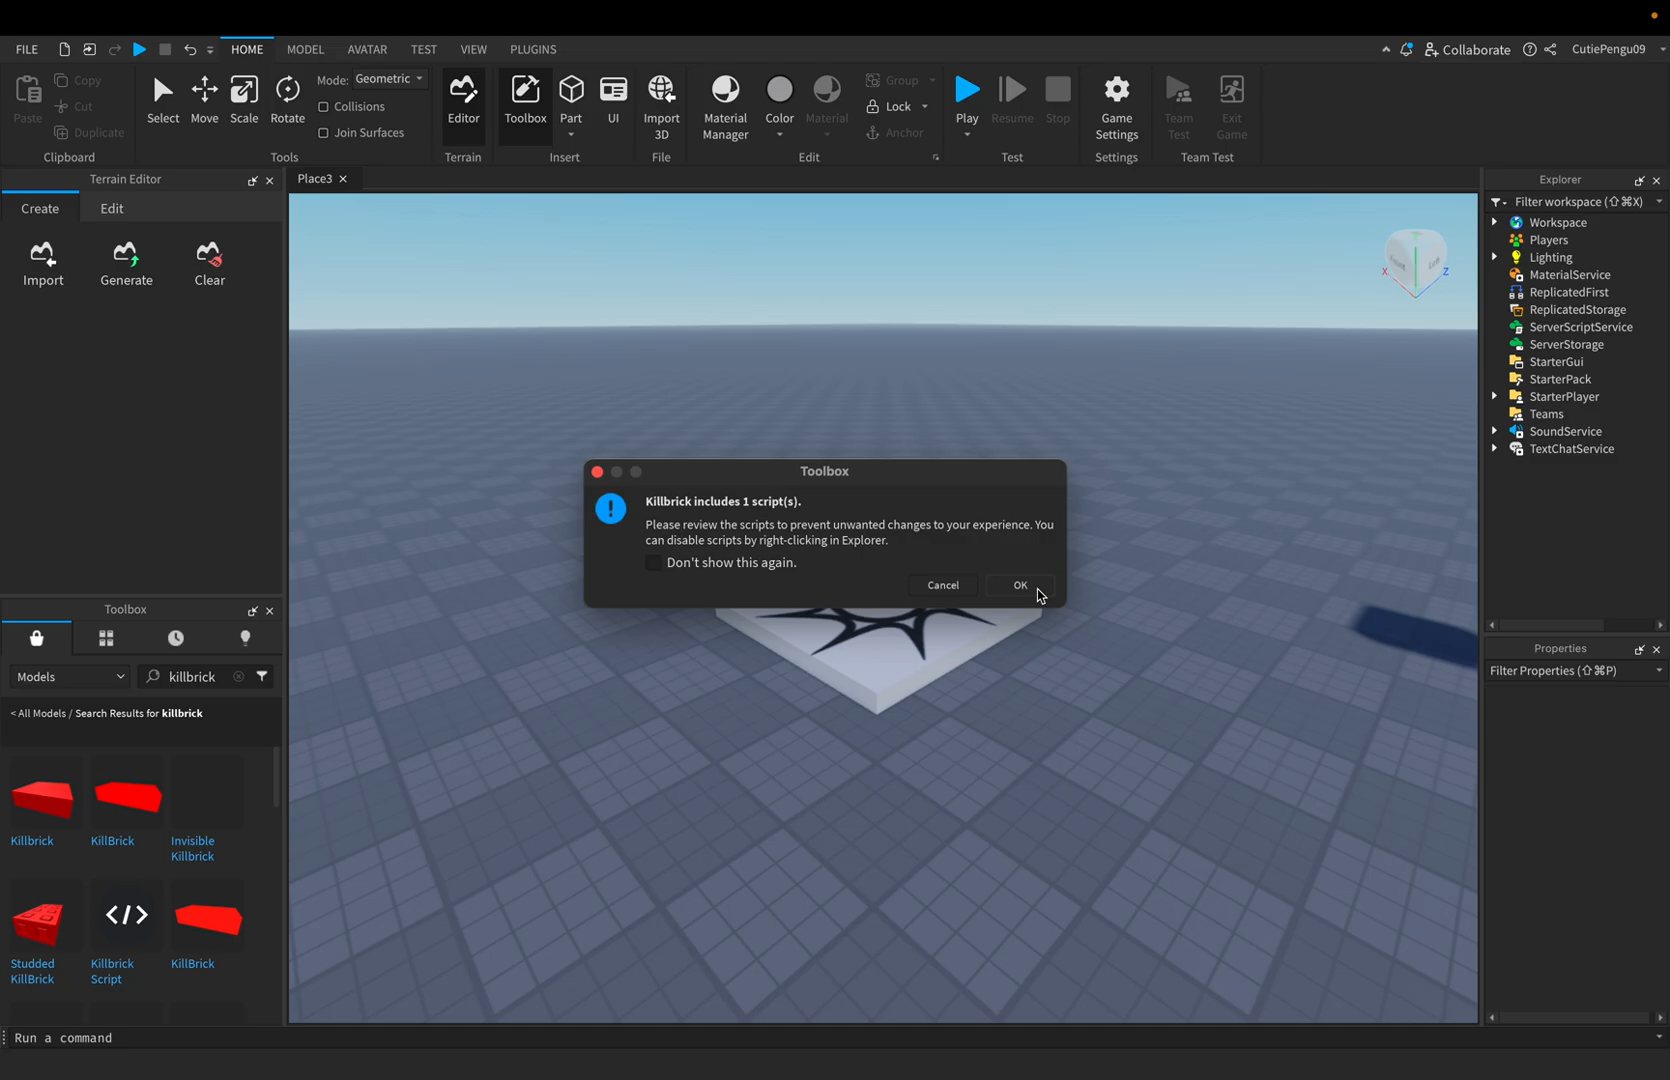 FILE
HOME
MODEL
AVATAR
TEST
VIEW
PLUGINS
Collaborate
CutiePengu09
Paste
Copy
Cut
Duplicate
Clipboard
Select
Move
Scale
Rotate
Mode: Geometric
Collisions
Join Surfaces
Tools
Editor
Terrain
Toolbox
Part
UI
Insert
Import
3D
File
Material
Manager
Color
Material
Group
Lock
Anchor
Edit
Play
Resume
Stop
Test
Game
Settings
Settings
Team
Test
Exit
Game
Team Test
Terrain Editor
Create
Edit
Import
Generate
Clear
Place3
Front
Left
X
Z
Toolbox
Killbrick includes 1 script(s).
Please review the scripts to prevent unwanted changes to your experience. You
can disable scripts by right-clicking in Explorer.
Don't show this again.
Cancel
OK
Explorer
Filter workspace (⇧⌘X)
Workspace
Players
Lighting
MaterialService
ReplicatedFirst
ReplicatedStorage
ServerScriptService
ServerStorage
StarterGui
StarterPack
StarterPlayer
Teams
SoundService
TextChatService
Properties
Filter Properties (⇧⌘P)
Toolbox
Models
killbrick
< All Models / Search Results for killbrick
Killbrick
KillBrick
Invisible
Killbrick
Studded
KillBrick
Killbrick
Script
KillBrick
Run a command